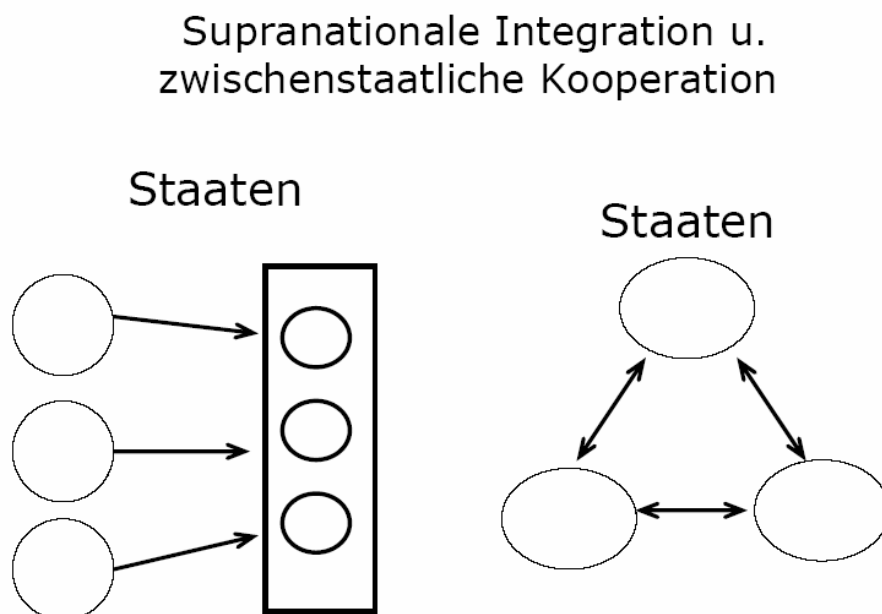 Supranationale Integration u.
zwischenstaatliche Kooperation
Staaten
Staaten